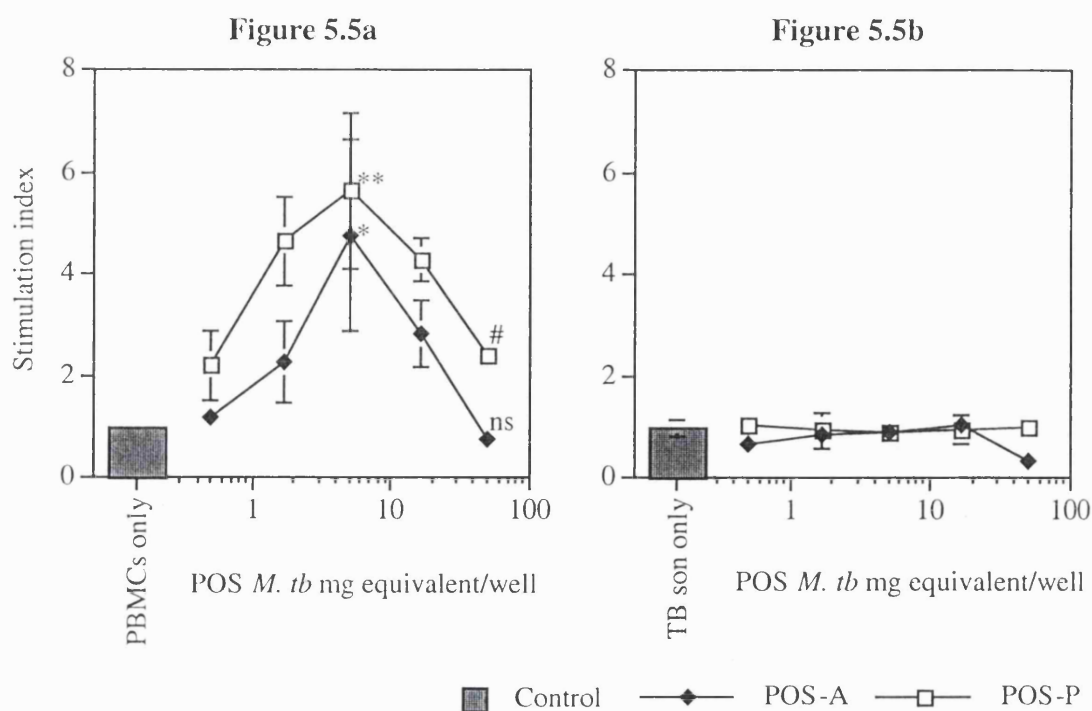 Figure 5.5a
8
6
4
2
0
Stimulation index
**
*
#
ns
PBMCs only
1
10
100
POS M. tb mg equivalent/well
Figure 5.5b
8
6
4
2
0
TB son only
1
10
100
POS M. tb mg equivalent/well
Control
POS-A
POS-P